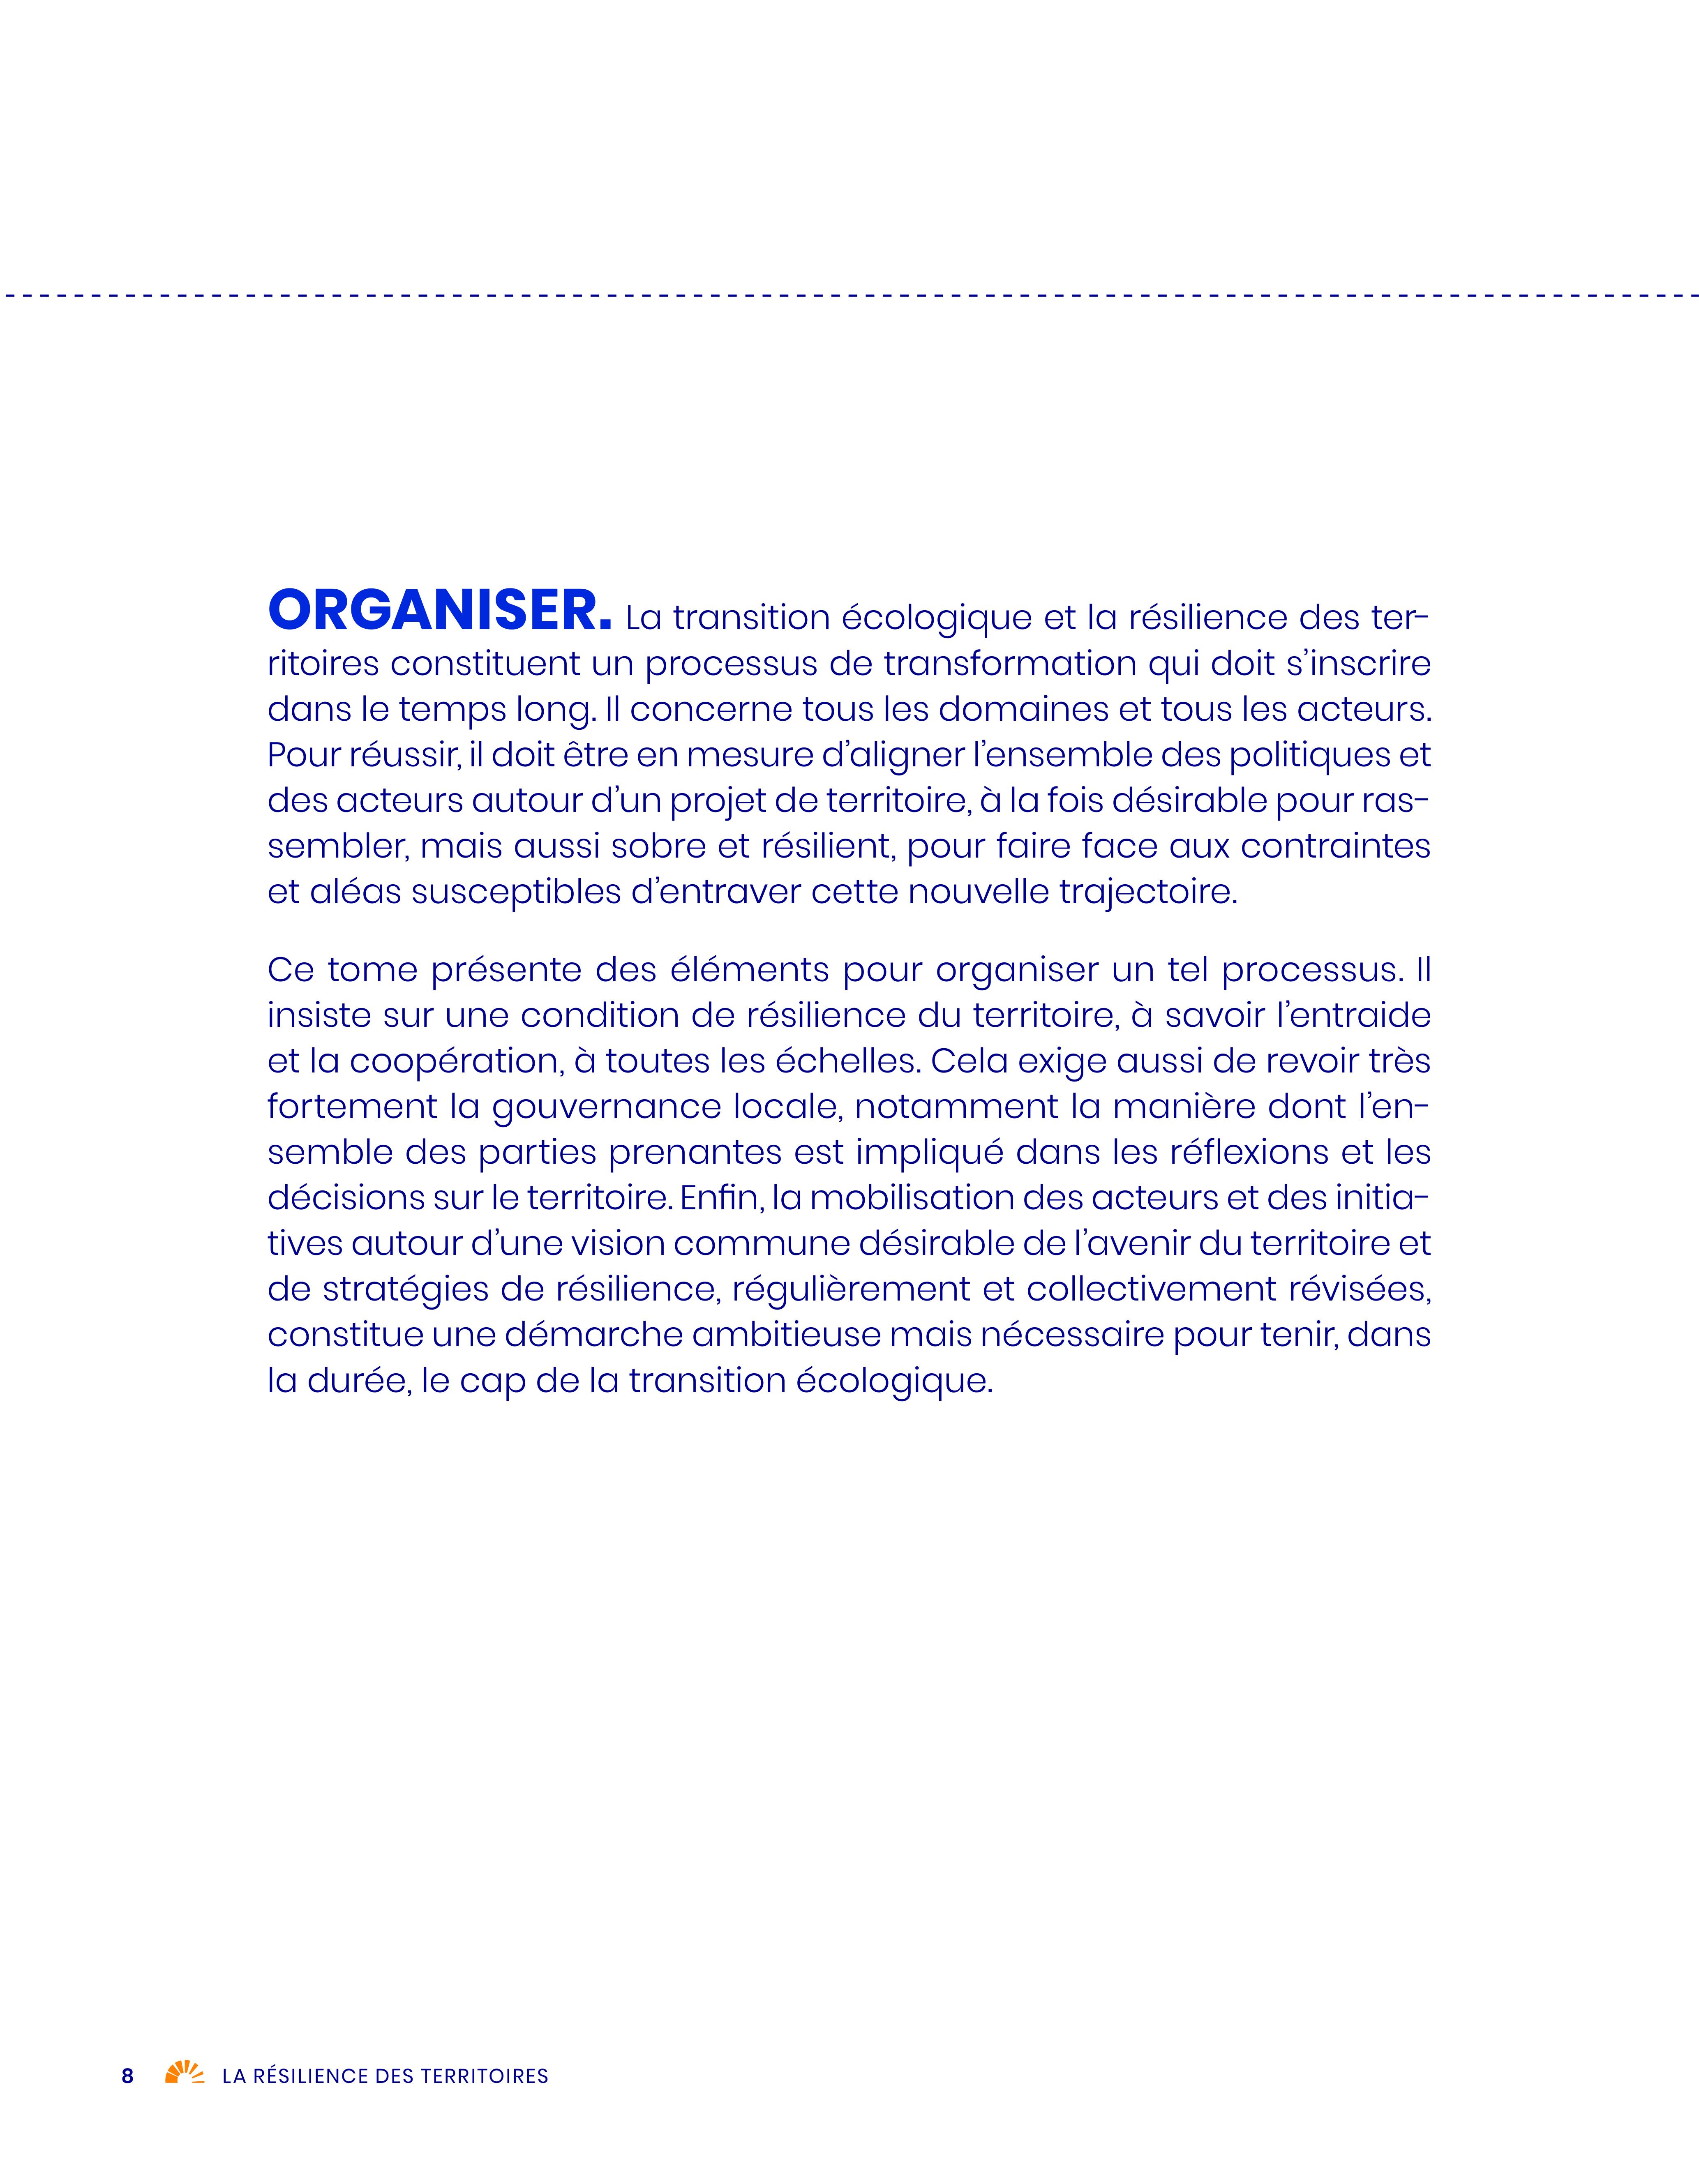 ORGANISER. La transition écologique et la résilience des ter-
ritoires constituent un processus de transformation qui doit s’inscrire
dans le temps long. Il concerne tous les domaines et tous les acteurs.
Pour réussir, il doit être en mesure d’aligner l’ensemble des politiques et
des acteurs autour d’un projet de territoire, à la fois désirable pour ras-
sembler, mais aussi sobre et résilient, pour faire face aux contraintes
et aléas susceptibles d’entraver cette nouvelle trajectoire.
Ce tome présente des éléments pour organiser un tel processus. Il
insiste sur une condition de résilience du territoire, à savoir l’entraide
et la coopération, à toutes les échelles. Cela exige aussi de revoir très
fortement la gouvernance locale, notamment la manière dont l’en-
semble des parties prenantes est impliqué dans les réflexions et les
décisions sur le territoire. Enfin, la mobilisation des acteurs et des initia-
tives autour d’une vision commune désirable de l’avenir du territoire et
de stratégies de résilience, régulièrement et collectivement révisées,
constitue une démarche ambitieuse mais nécessaire pour tenir, dans
la durée, le cap de la transition écologique.
8 LA RÉSILIENCE DES TERRITOIRES